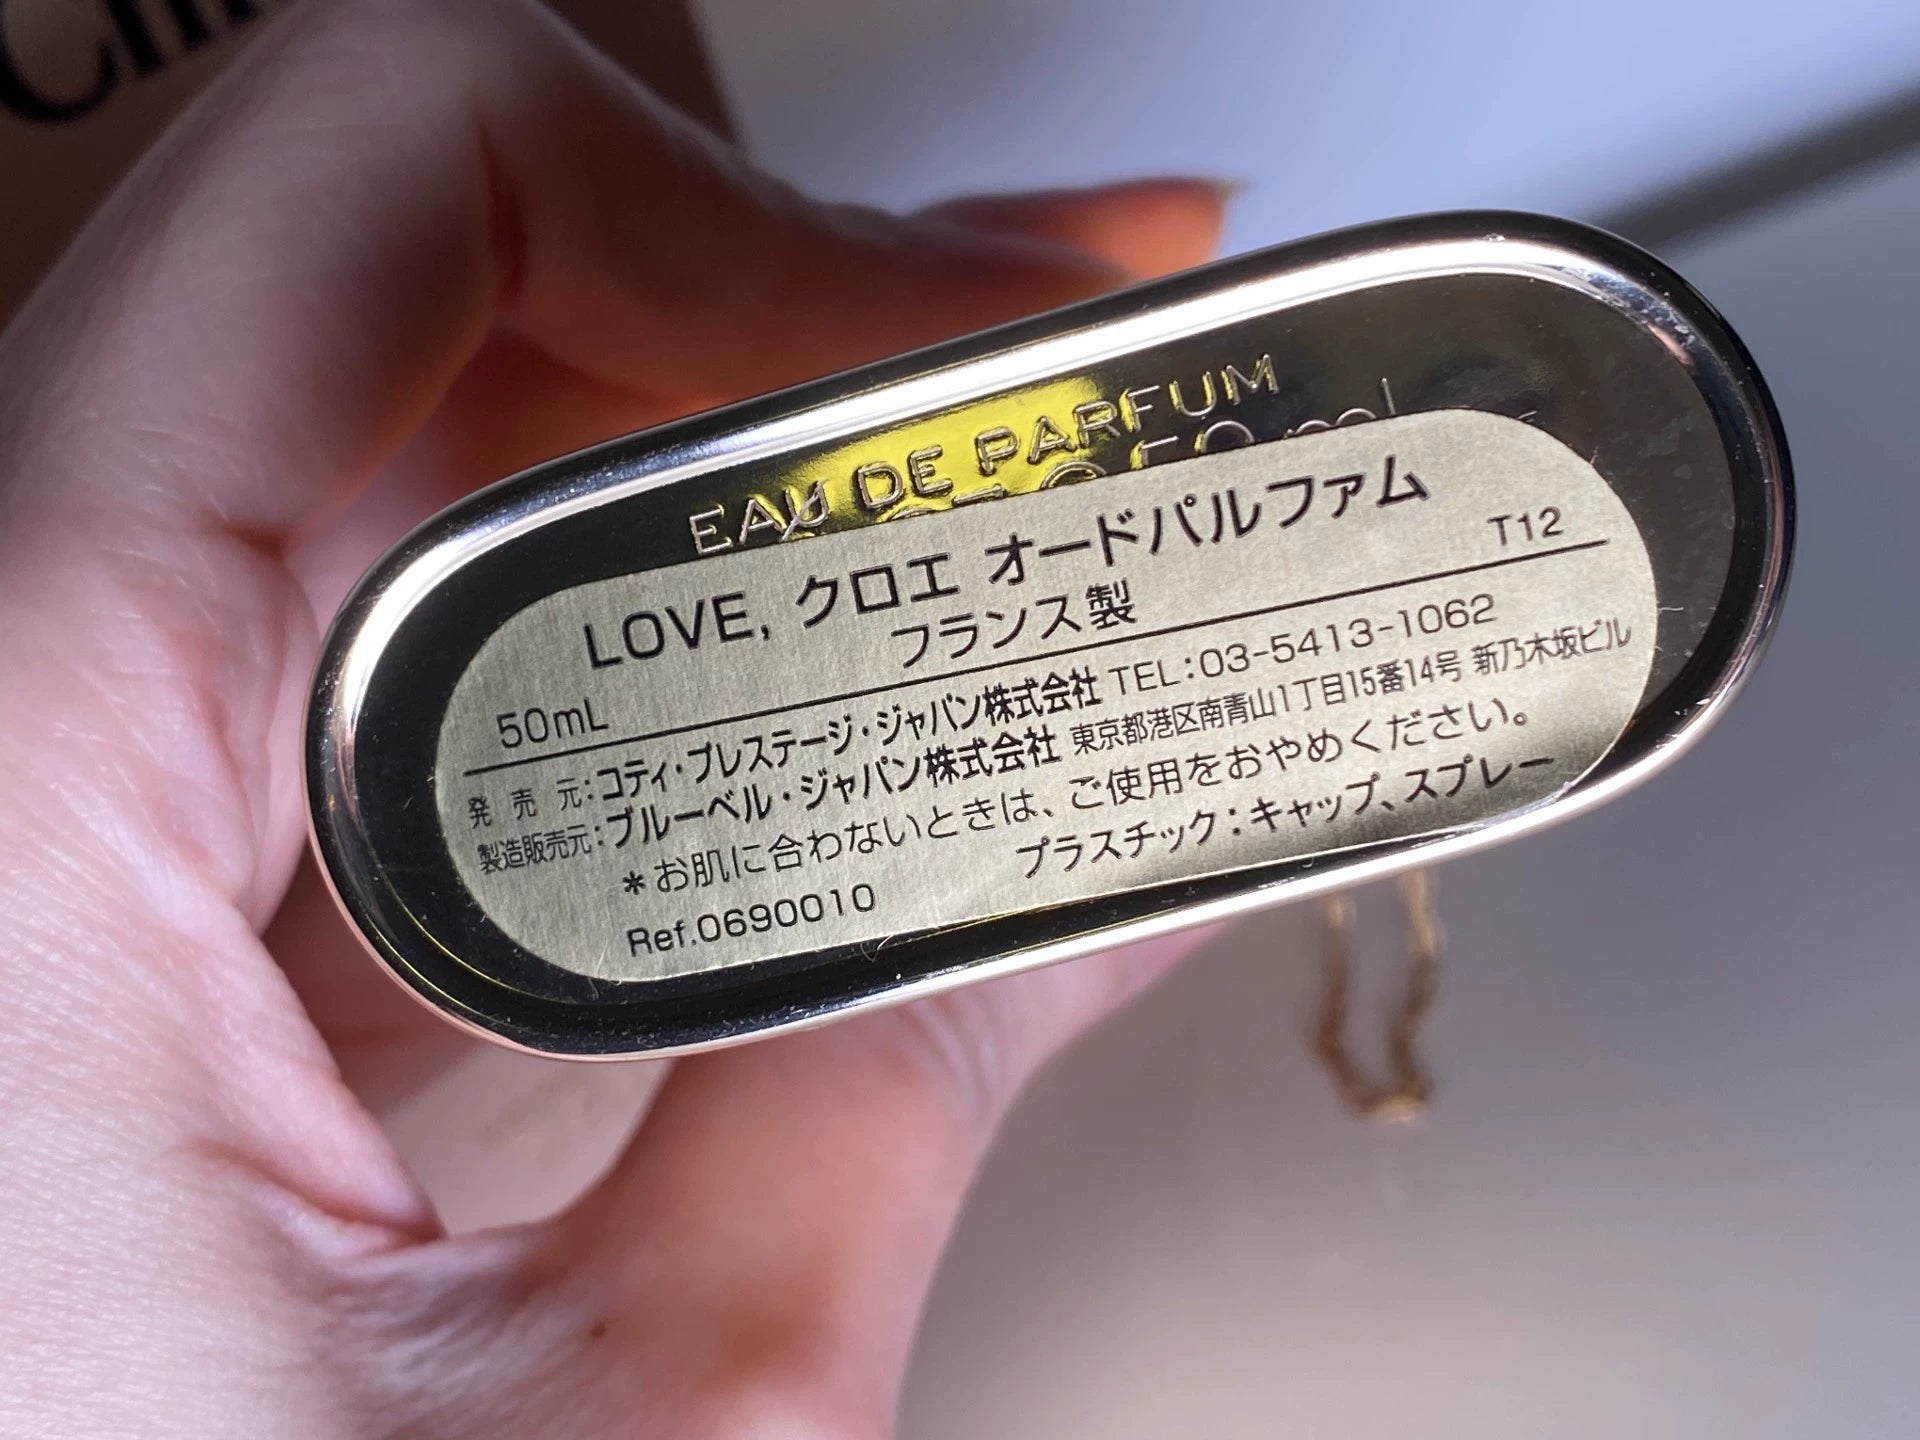 EAU DE PARFUM
LOVE, クロエ オードパルファム
フランス製
50mL
T12
発売元:コティ・プレステージ・ジャパン株式会社 TEL:03-5413-1062
製造販売元:ブルーベル・ジャパン株式会社 東京都港区南青山1丁目15番14号 新乃木坂ビル
*お肌に合わないときは、ご使用をおやめください。
Ref.0690010
プラスチック:キャップ、スプレー